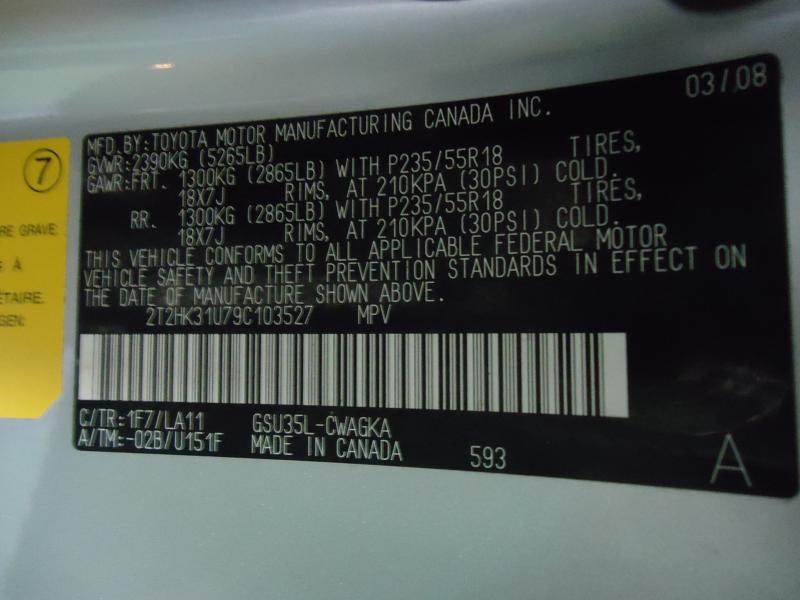 03/08
MFD. BY: TOYOTA MOTOR MANUFACTURING CANADA INC.
GVWR: 2390KG (5265LB)
GAWR: FRT. 1300KG (2865LB) WITH P235/55R18 TIRES,
18X7J RIMS, AT 210KPA (30PSI) COLD.
RR. 1300KG (2865LB) WITH P235/55R18 TIRES,
18X7J RIMS, AT 210KPA (30PSI) COLD.
THIS VEHICLE CONFORMS TO ALL APPLICABLE FEDERAL MOTOR
VEHICLE SAFETY AND THEFT PREVENTION STANDARDS IN EFFECT ON
THE DATE OF MANUFACTURE SHOWN ABOVE.
2T2HK31U79C103527 MPV
C/TR:1F7/LA11 GSU35L-CWAGKA
A/TM:-02B/U151F MADE IN CANADA 593
A
7
RE GRAVE:
À